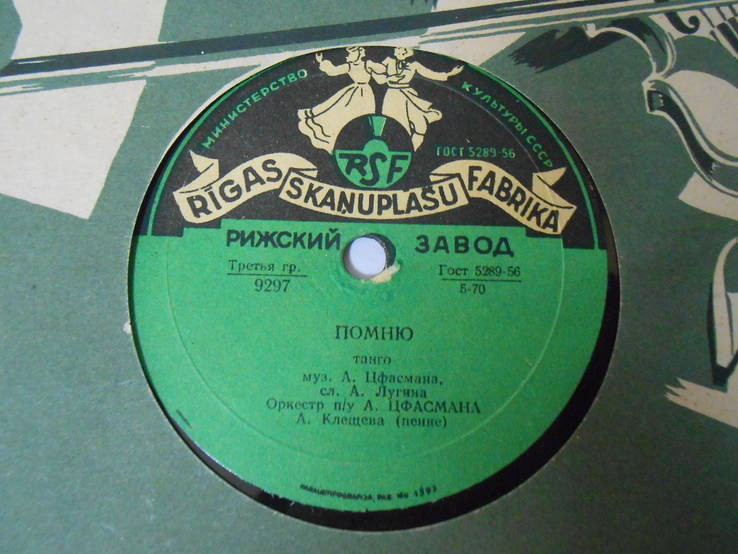 МИНИСТЕРСТВО КУЛЬТУРЫ СССР
ГОСТ 5289-56
RSF
RĪGAS SKAŅUPLAŠU FABRIKA
РИЖСКИЙ ЗАВОД
Третья гр. Гост 5289-56
9297 5-70
ПОМНЮ
танго
муз. А. Цфасмана,
сл. А. Лугина
Оркестр п/у А. ЦФАСМАНА
А. Клещева (пение)